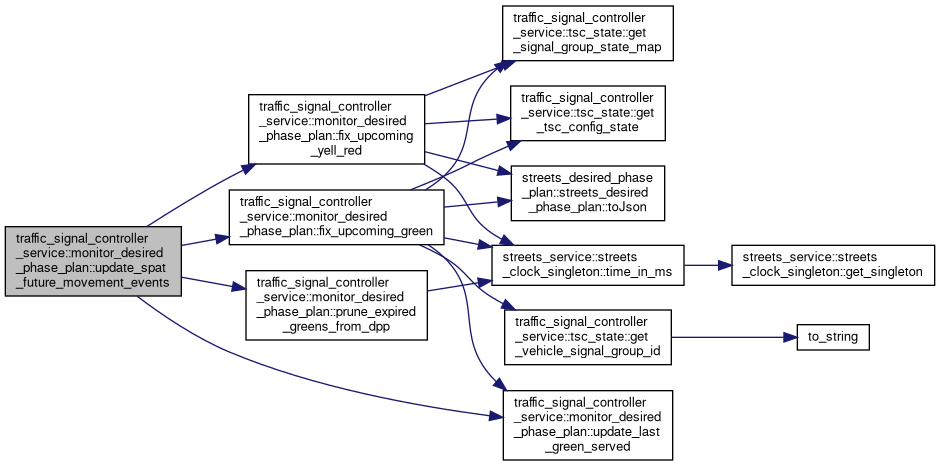 traffic_signal_controller
_service::monitor_desired
_phase_plan::update_spat
_future_movement_events
traffic_signal_controller
_service::monitor_desired
_phase_plan::fix_upcoming
_yell_red
traffic_signal_controller
_service::monitor_desired
_phase_plan::fix_upcoming_green
traffic_signal_controller
_service::monitor_desired
_phase_plan::prune_expired
_greens_from_dpp
traffic_signal_controller
_service::tsc_state::get
_signal_group_state_map
traffic_signal_controller
_service::tsc_state::get
_tsc_config_state
streets_desired_phase
_plan::streets_desired
_phase_plan::toJson
streets_service::streets
_clock_singleton::time_in_ms
traffic_signal_controller
_service::tsc_state::get
_vehicle_signal_group_id
traffic_signal_controller
_service::monitor_desired
_phase_plan::update_last
_green_served
streets_service::streets
_clock_singleton::get_singleton
to_string